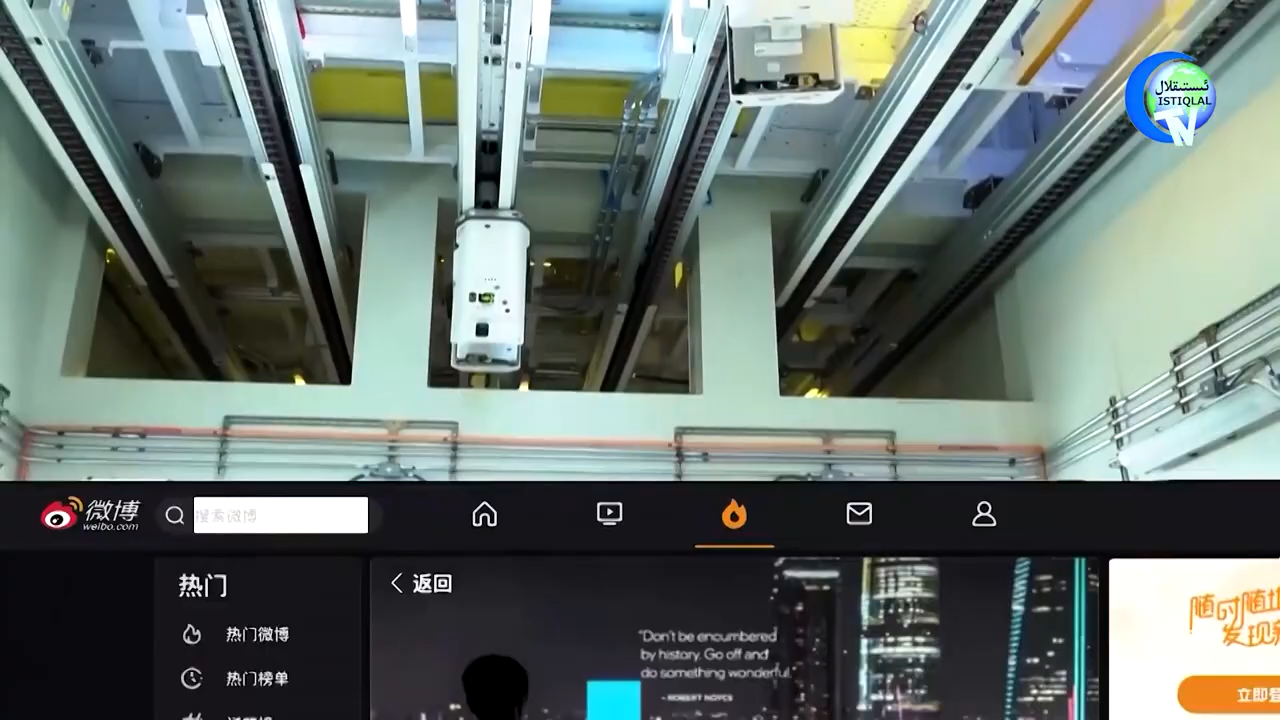 ئىستىقلال
ISTIQLAL
TV
微博
weibo.com
搜索微博
热门
返回
热门微博
热门榜单
"Don't be encumbered
by history. Go off and
do something wonderful.
- ROBERT NOYCE
随时随地
发现新
立即登